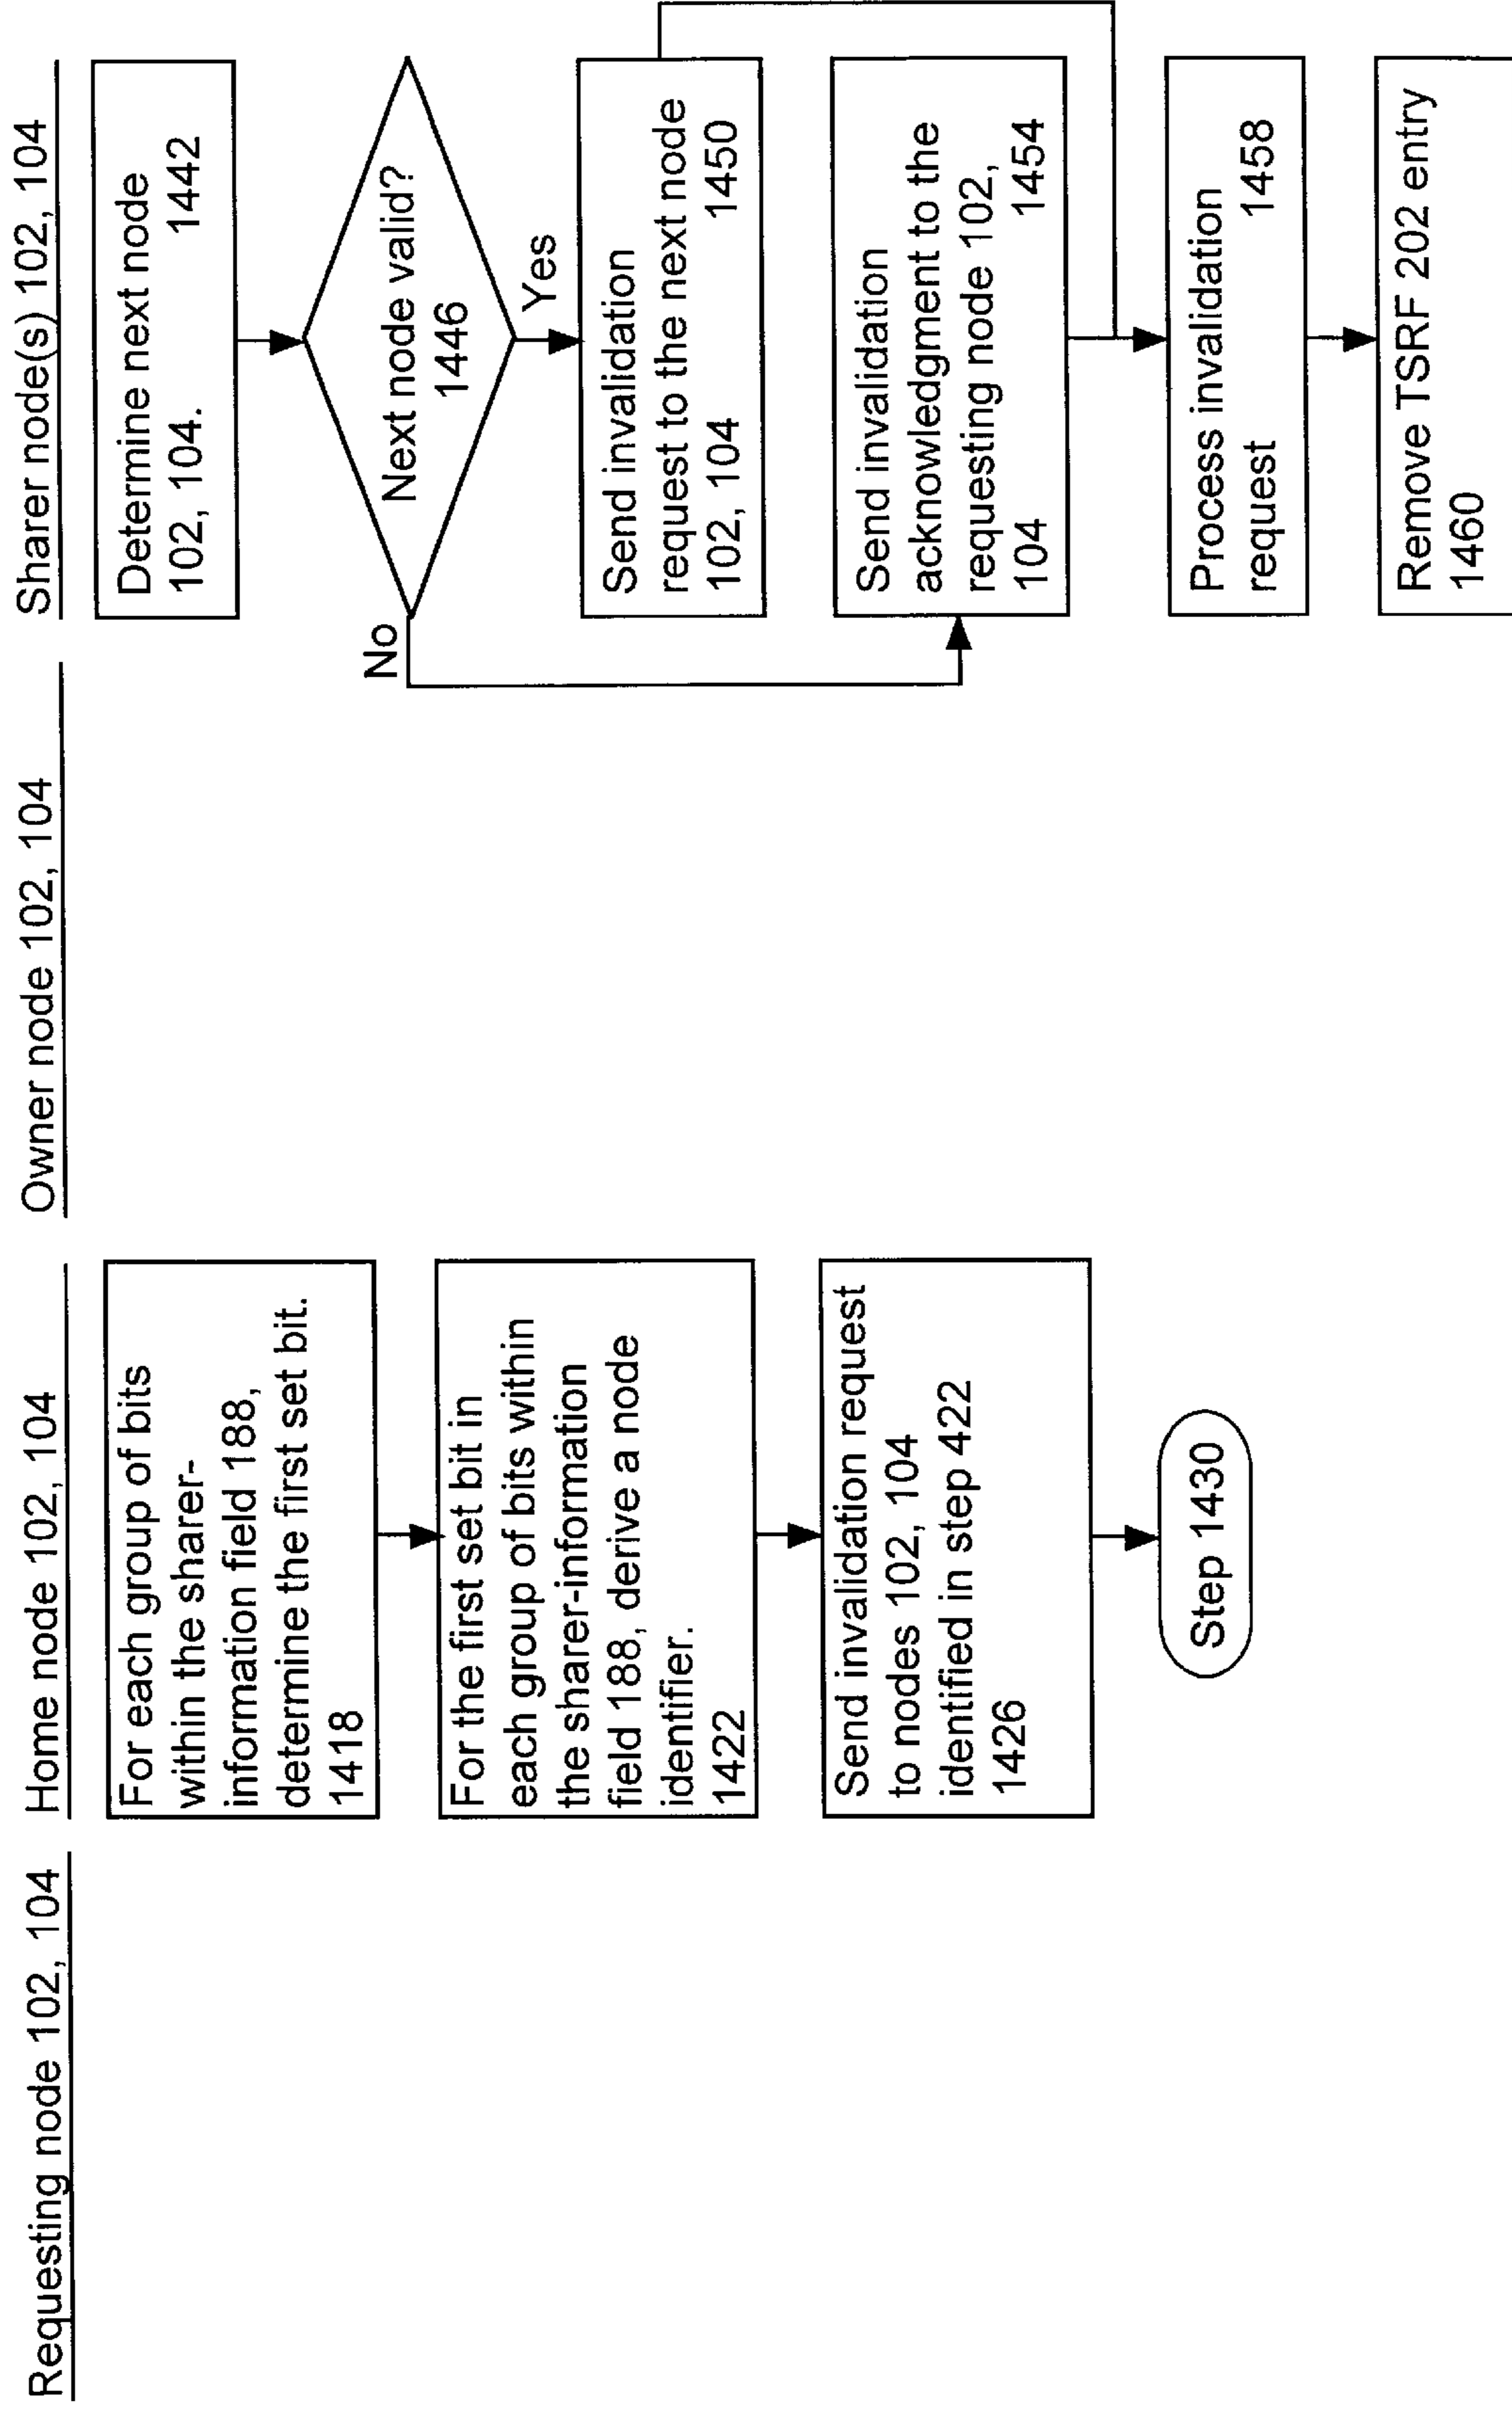 Requesting node 102, 104
Home node 102, 104
Owner node 102, 104
Sharer node(s) 102, 104
For each group of bits
within the sharer-
information field 188,
determine the first set bit.
1418
For the first set bit in
each group of bits within
the sharer-information
field 188, derive a node
identifier.
1422
Send invalidation request
to nodes 102, 104
identified in step 422
1426
Step 1430
Determine next node
102, 104. 1442
Next node valid?
1446
No
Yes
Send invalidation
request to the next node
102, 104 1450
Send invalidation
acknowledgment to the
requesting node 102,
104 1454
Process invalidation
request 1458
Remove TSRF 202 entry
1460